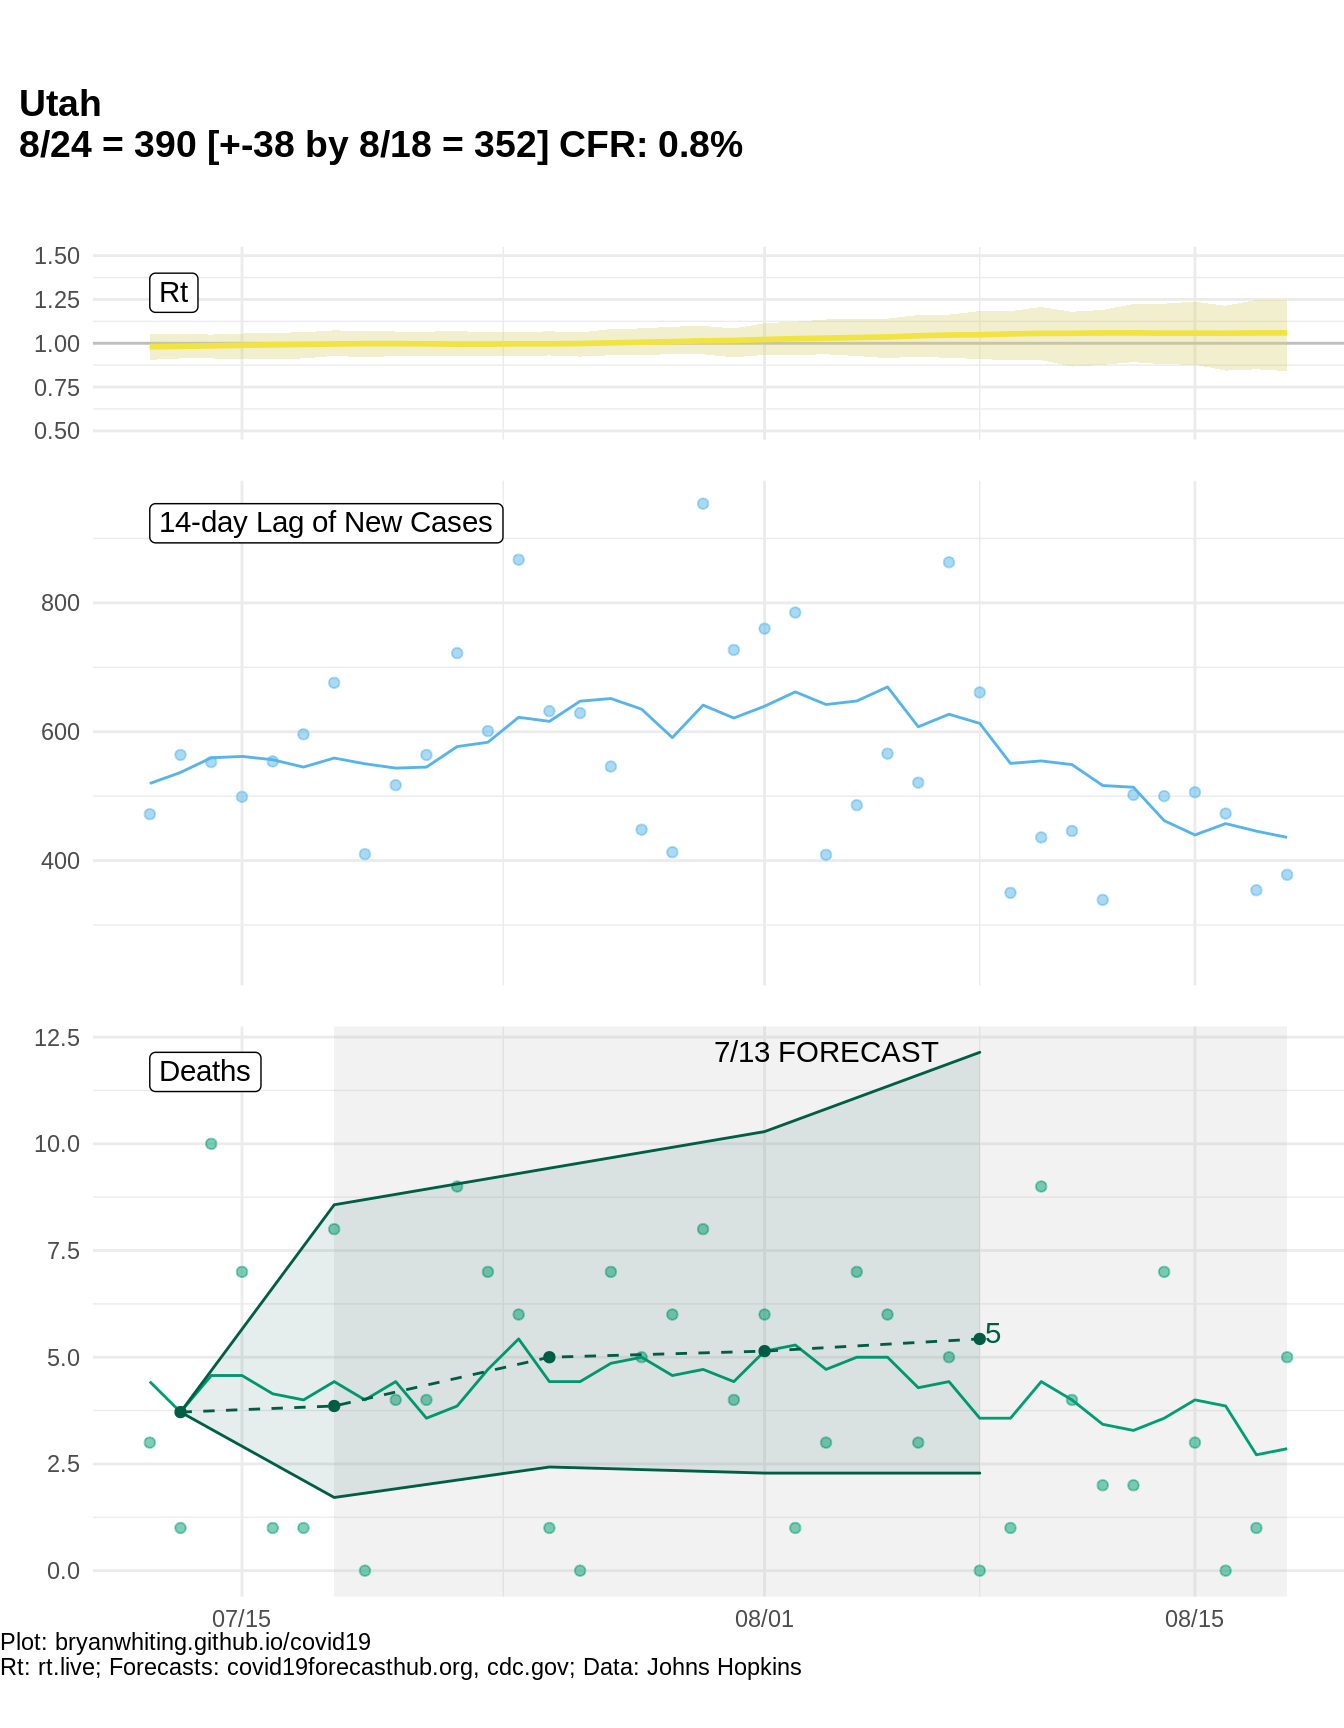 Utah
8/24 = 390 [+-38 by 8/18 = 352] CFR: 0.8%
1.50
Rt
1.25
1.00
0.75
0.50
14-day Lag of New Cases
800
600
400
12.5
7/13 FORECAST
Deaths
10.0
7.5
5
5.0
2.5
0.0
07/15 08/01 08/15
Plot: bryanwhiting.github.io/covid19
Rt: rt.live; Forecasts: covid19forecasthub.org, cdc.gov; Data: Johns Hopkins